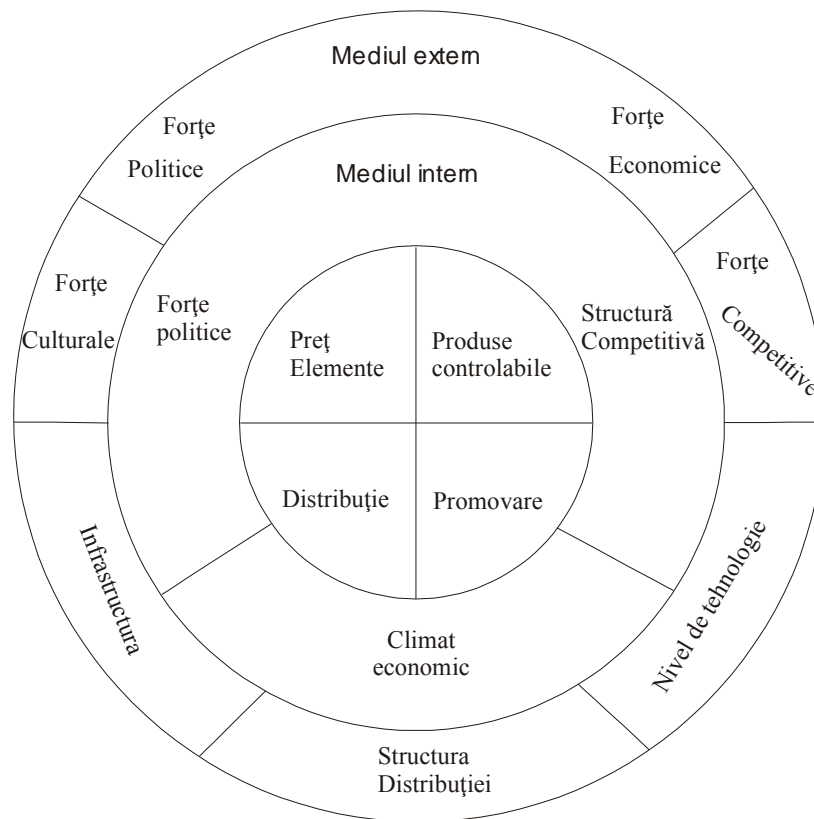 Mediul extern
Forţe
Politice
Forţe
Economice
Mediul intern
Forţe
Culturale
Forţe
Competitive
Forţe
politice
Structură
Competitivă
Preţ
Elemente
Produse
controlabile
Distribuţie
Promovare
Infrastructura
Nivel de tehnologie
Climat
economic
Structura
Distribuţiei